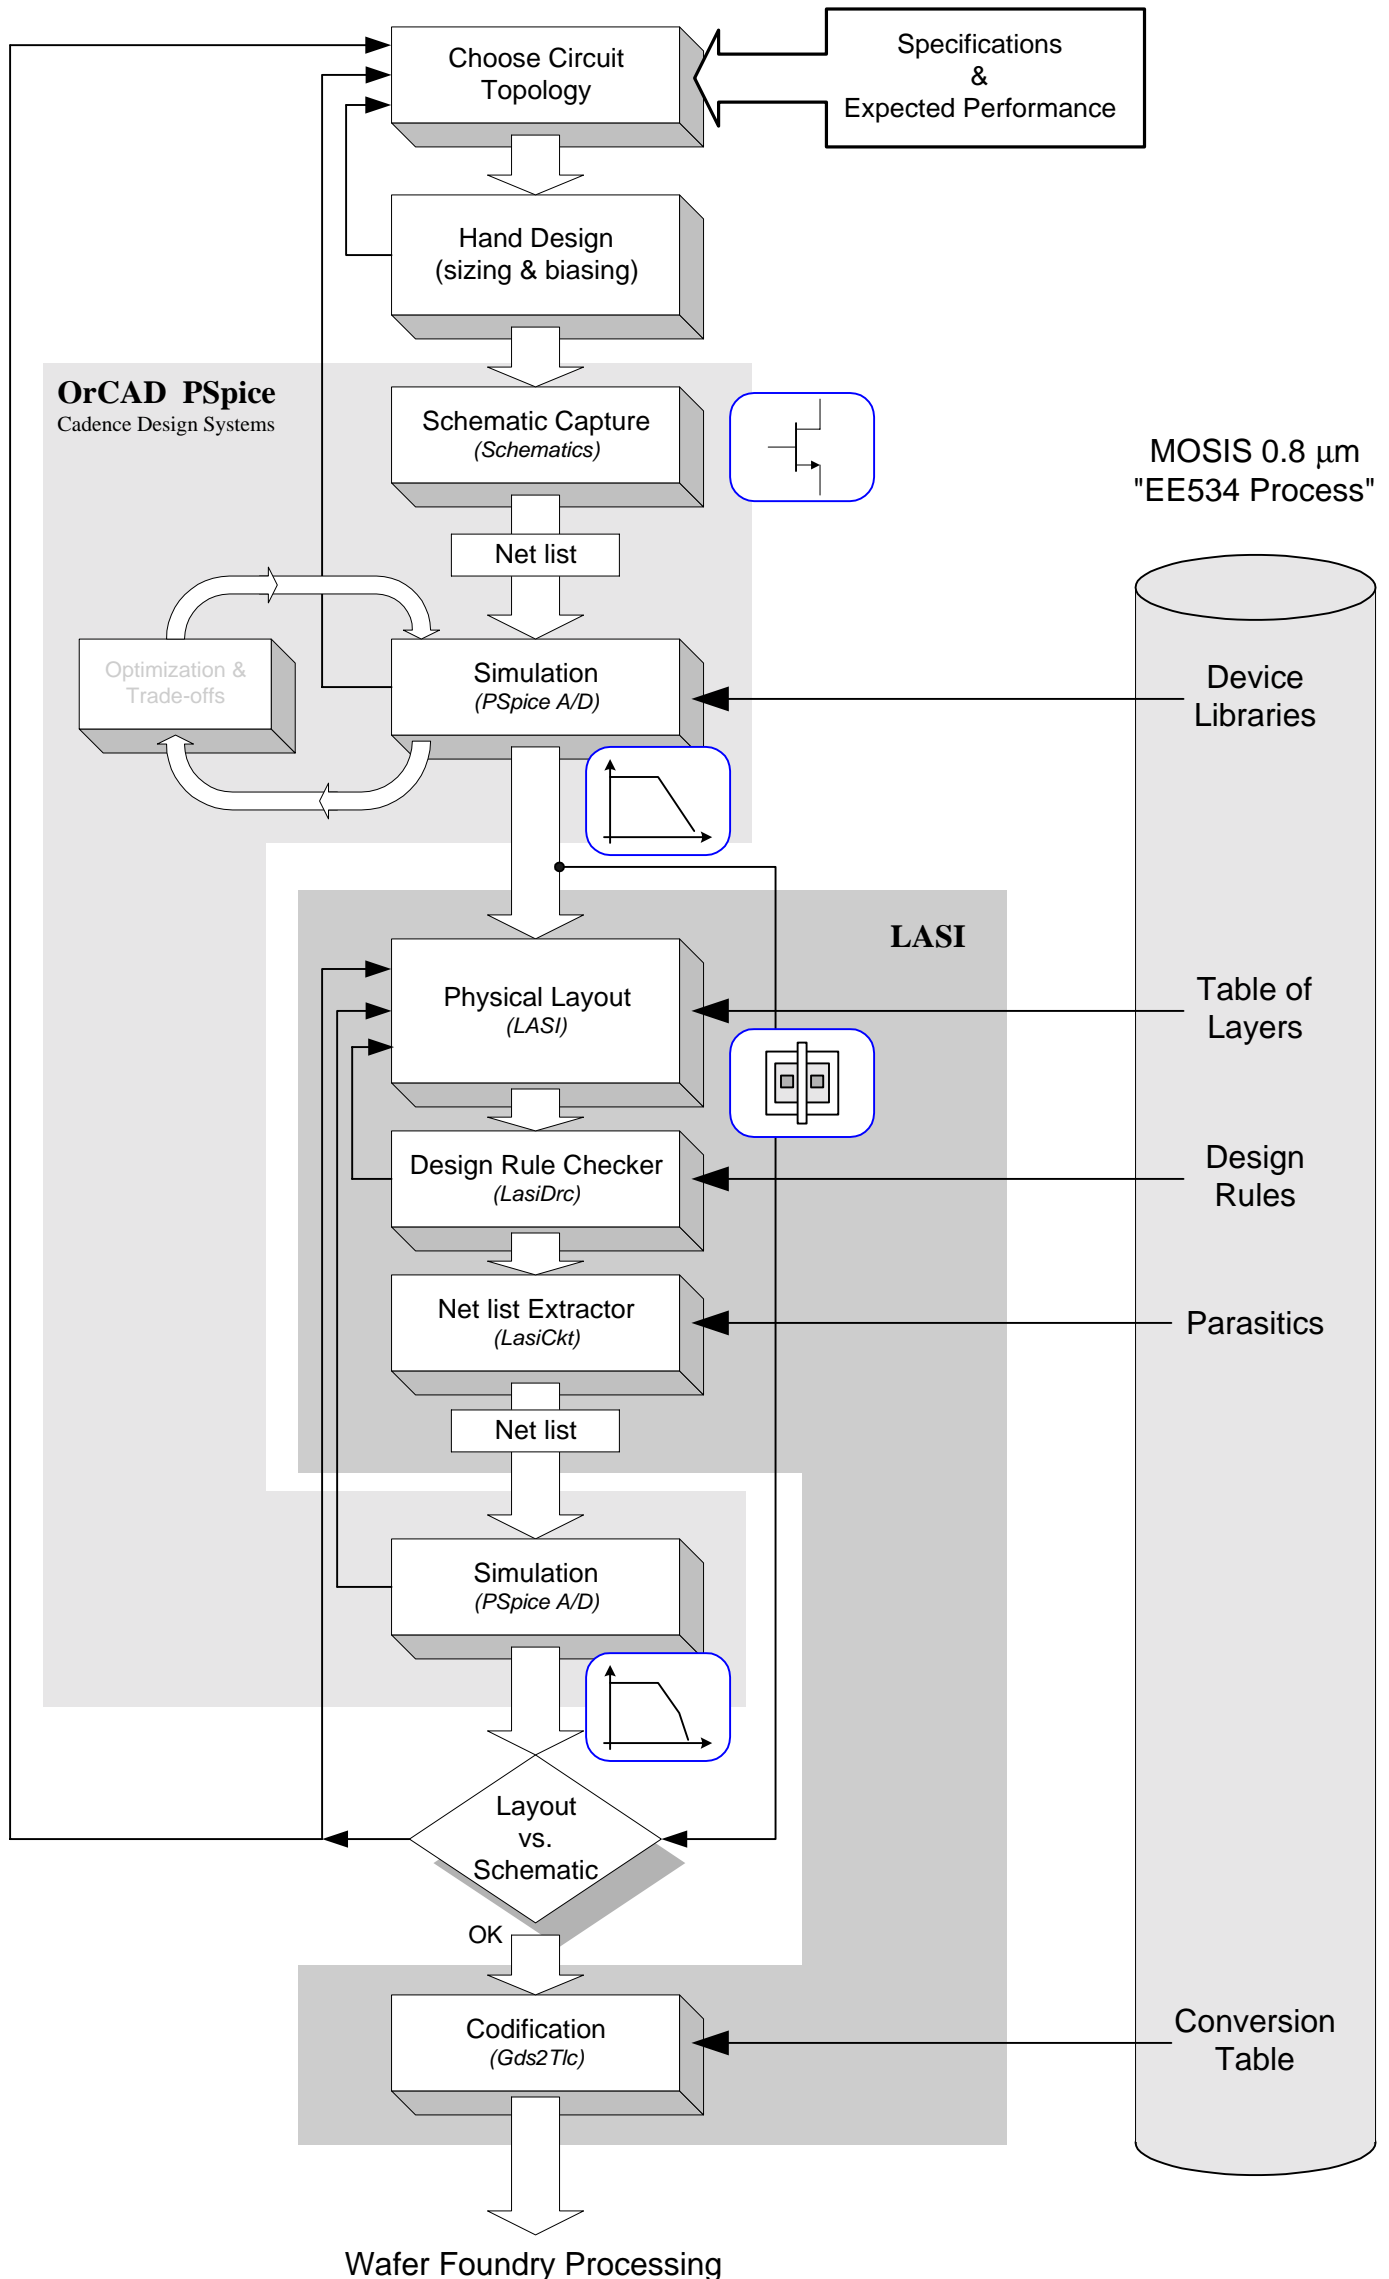 Choose Circuit
Topology
Specifications
&
Expected Performance
Hand Design
(sizing & biasing)
OrCAD PSpice
Cadence Design Systems
Schematic Capture
(Schematics)
MOSIS 0.8 μm
"EE534 Process"
Net list
Optimization &
Trade-offs
Simulation
(PSpice A/D)
Device
Libraries
LASI
Physical Layout
(LASI)
Table of
Layers
Design Rule Checker
(LasiDrc)
Design
Rules
Net list Extractor
(LasiCkt)
Parasitics
Net list
Simulation
(PSpice A/D)
Layout
vs.
Schematic
OK
Codification
(Gds2Tlc)
Conversion
Table
Wafer Foundry Processing